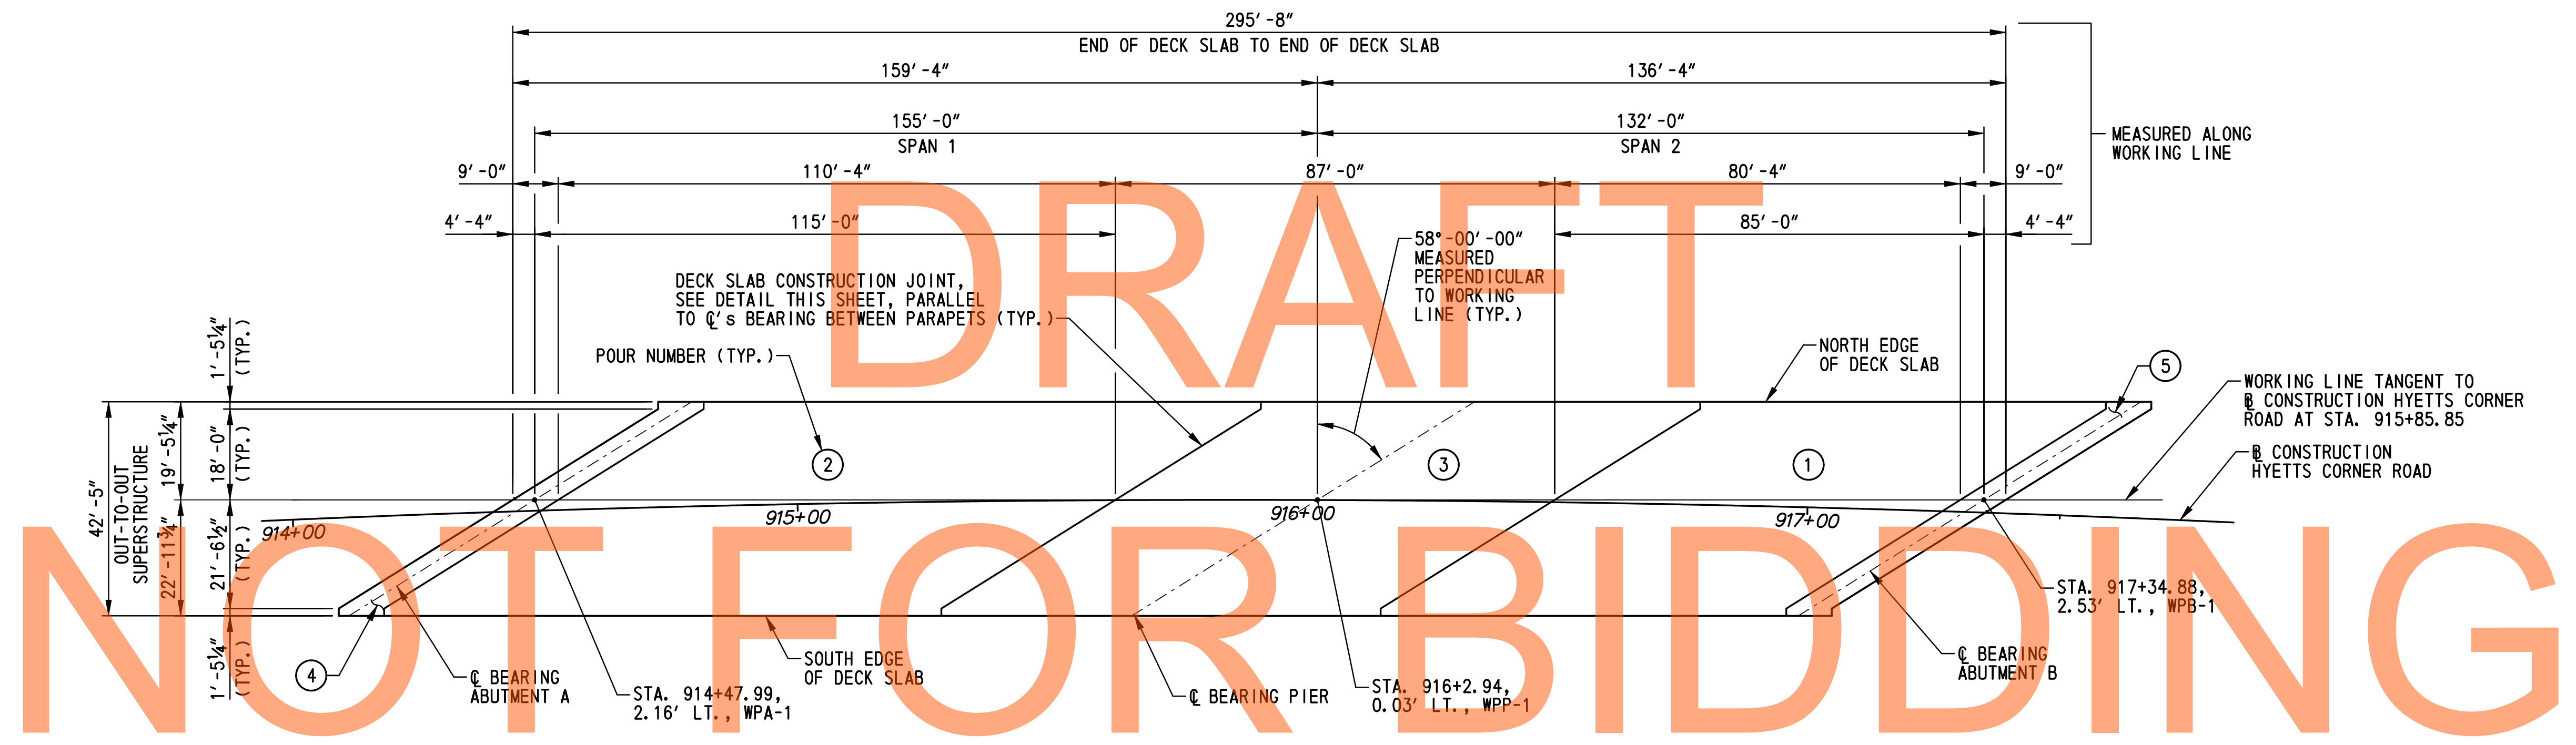 295'-8"
END OF DECK SLAB TO END OF DECK SLAB
159'-4"
136'-4"
155'-0"
SPAN 1
132'-0"
SPAN 2
MEASURED ALONG
WORKING LINE
9'-0"
110'-4"
87'-0"
80'-4"
9'-0"
4'-4"
115'-0"
85'-0"
4'-4"
58°-00'-00"
MEASURED
PERPENDICULAR
TO WORKING
LINE (TYP.)
DECK SLAB CONSTRUCTION JOINT,
SEE DETAIL THIS SHEET, PARALLEL
TO ℄'s BEARING BETWEEN PARAPETS (TYP.)
POUR NUMBER (TYP.)
NORTH EDGE
OF DECK SLAB
5
WORKING LINE TANGENT TO
BL CONSTRUCTION HYETTS CORNER
ROAD AT STA. 915+85.85
BL CONSTRUCTION
HYETTS CORNER ROAD
1'-5¼"
(TYP.)
19'-5¼"
18'-0"
(TYP.)
42'-5"
OUT-TO-OUT
SUPERSTRUCTURE
22'-11¾"
21'-6½"
(TYP.)
1'-5¼"
(TYP.)
2
3
1
914+00
915+00
916+00
917+00
4
℄ BEARING
ABUTMENT A
STA. 914+47.99,
2.16' LT., WPA-1
SOUTH EDGE
OF DECK SLAB
℄ BEARING PIER
STA. 916+2.94,
0.03' LT., WPP-1
STA. 917+34.88,
2.53' LT., WPB-1
℄ BEARING
ABUTMENT B
DRAFT
NOT FOR BIDDING